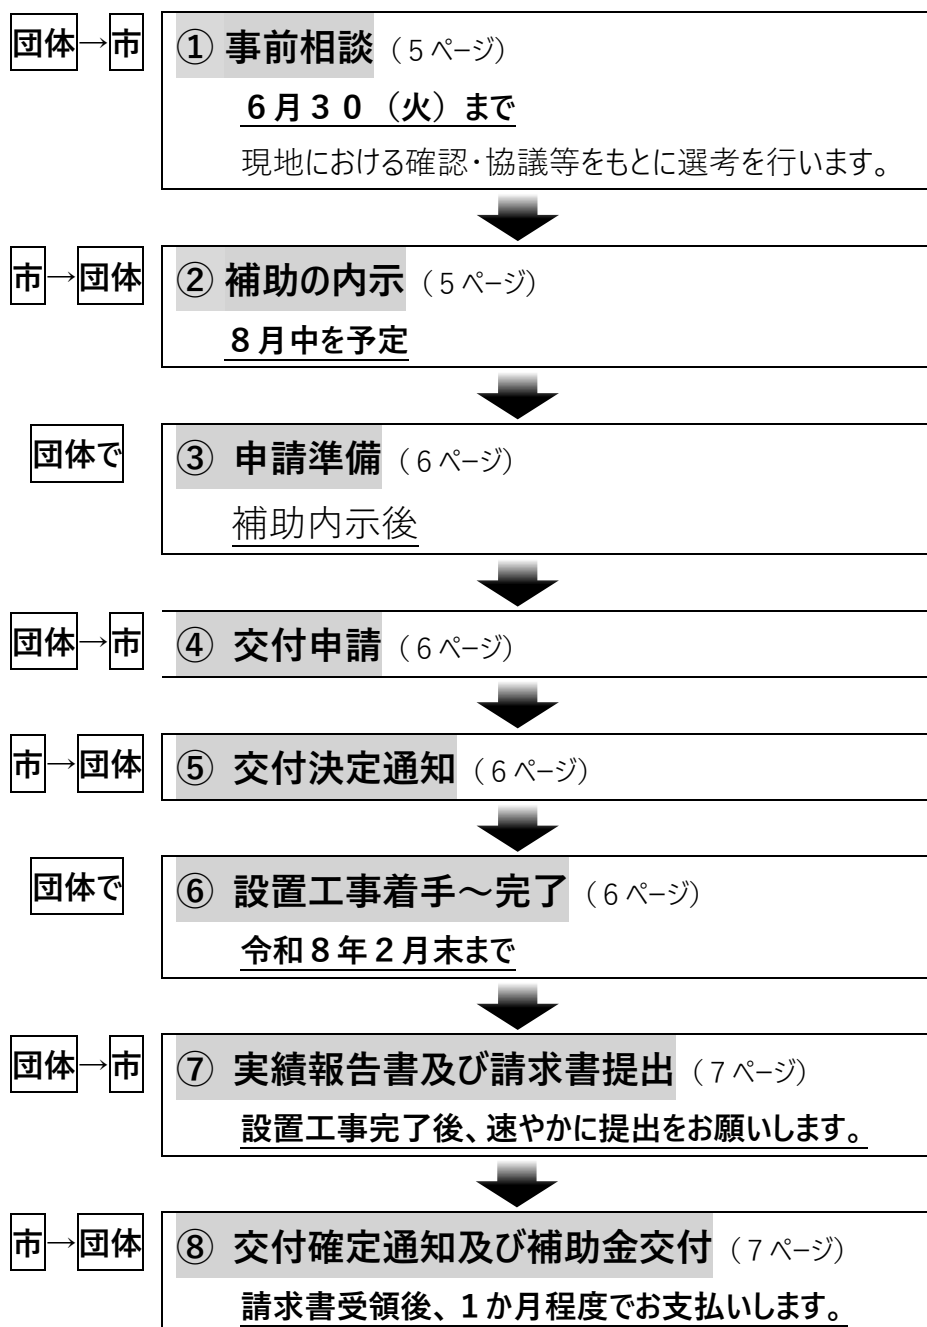 団体→市
① 事前相談（５ページ）
６月３０（火）まで
現地における確認・協議等をもとに選考を行います。
市→団体
② 補助の内示（５ページ）
８月中を予定
団体で
③ 申請準備（６ページ）
補助内示後
団体→市
④ 交付申請（６ページ）
市→団体
⑤ 交付決定通知（６ページ）
団体で
⑥ 設置工事着手～完了（６ページ）
令和８年２月末まで
団体→市
⑦ 実績報告書及び請求書提出（７ページ）
設置工事完了後、速やかに提出をお願いします。
市→団体
⑧ 交付確定通知及び補助金交付（７ページ）
請求書受領後、１か月程度でお支払いします。